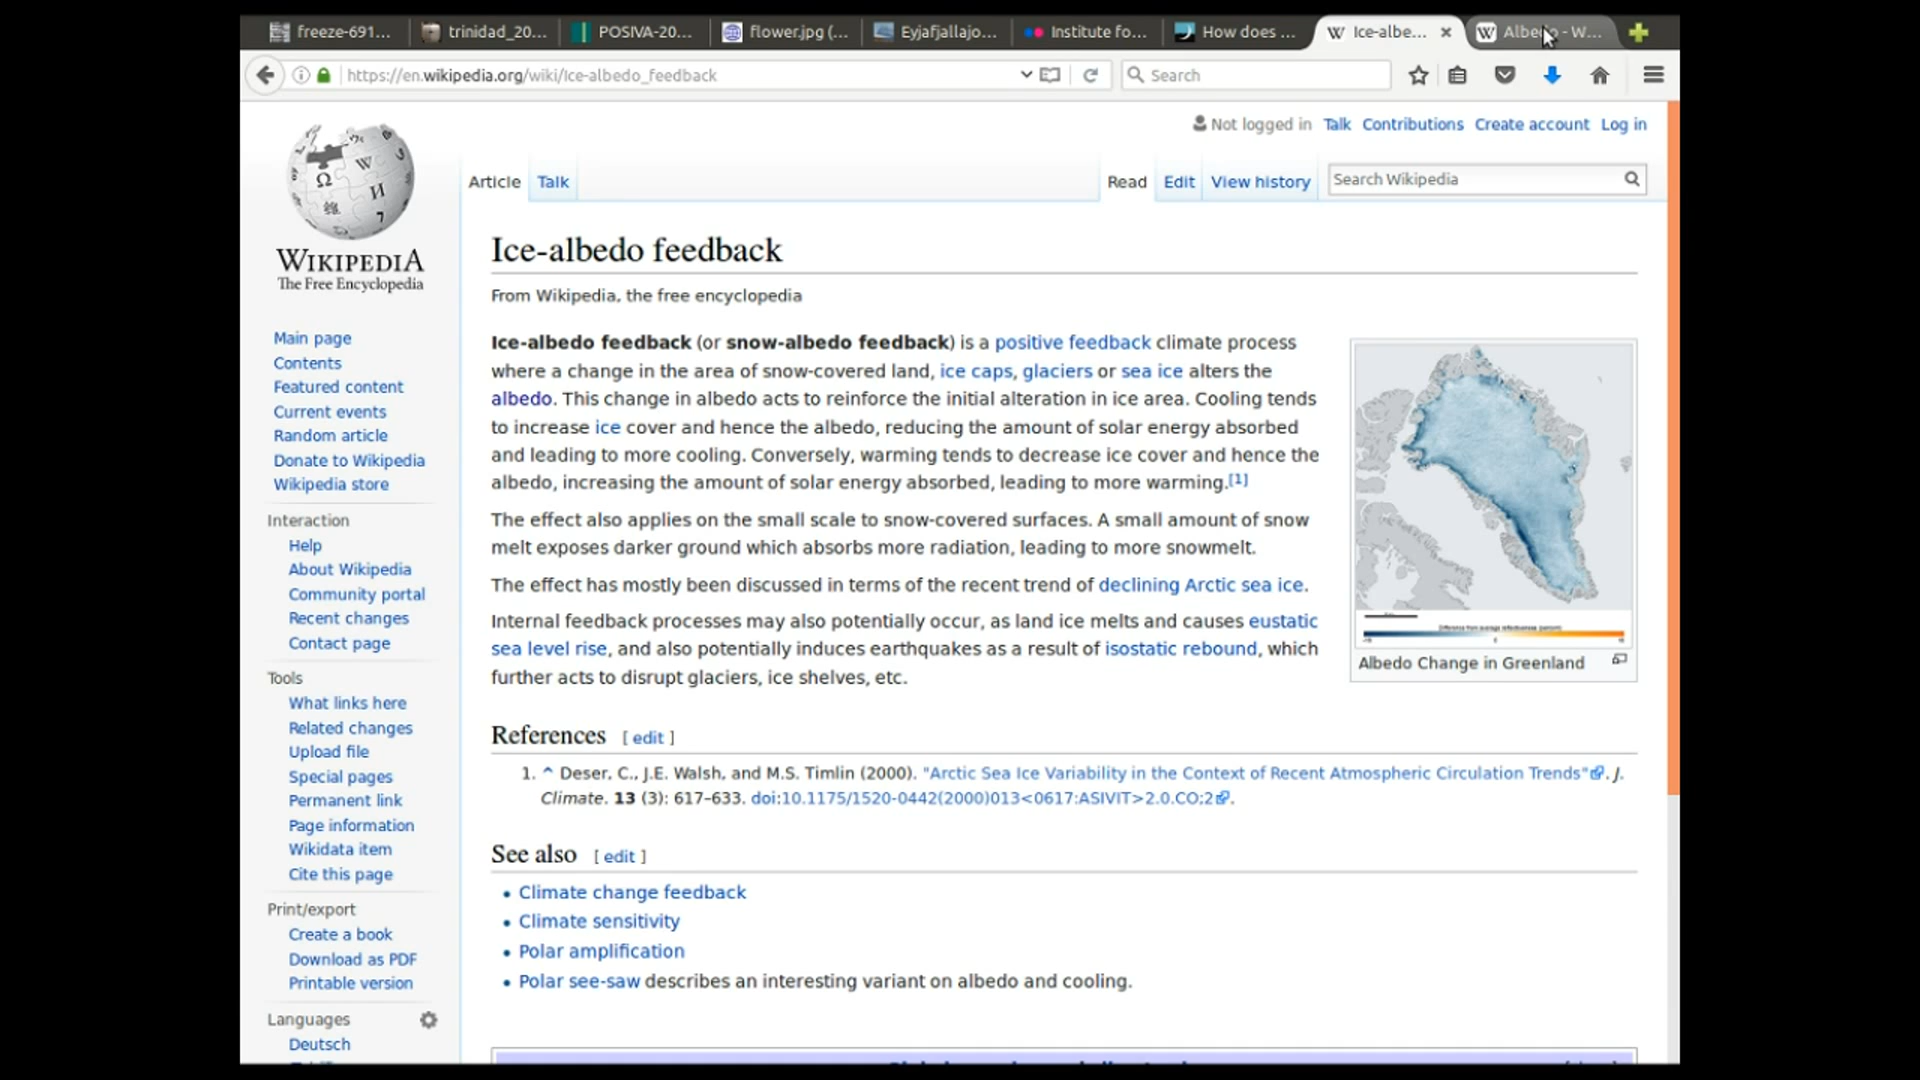 freeze-691...
trinidad_20...
POSIVA-20...
flower.jpg (...
Eyjafjallajo...
Institute fo...
How does ...
Ice-albe...
Albedo - W...
https://en.wikipedia.org/wiki/Ice-albedo_feedback
Search
Not logged in Talk Contributions Create account Log in
Article Talk
Read Edit View history
Search Wikipedia
WIKIPEDIA
The Free Encyclopedia
Main page
Contents
Featured content
Current events
Random article
Donate to Wikipedia
Wikipedia store
Interaction
Help
About Wikipedia
Community portal
Recent changes
Contact page
Tools
What links here
Related changes
Upload file
Special pages
Permanent link
Page information
Wikidata item
Cite this page
Print/export
Create a book
Download as PDF
Printable version
Languages
Deutsch
Ice-albedo feedback
From Wikipedia, the free encyclopedia
Ice-albedo feedback (or snow-albedo feedback) is a positive feedback climate process
where a change in the area of snow-covered land, ice caps, glaciers or sea ice alters the
albedo. This change in albedo acts to reinforce the initial alteration in ice area. Cooling tends
to increase ice cover and hence the albedo, reducing the amount of solar energy absorbed
and leading to more cooling. Conversely, warming tends to decrease ice cover and hence the
albedo, increasing the amount of solar energy absorbed, leading to more warming.[1]
The effect also applies on the small scale to snow-covered surfaces. A small amount of snow
melt exposes darker ground which absorbs more radiation, leading to more snowmelt.
The effect has mostly been discussed in terms of the recent trend of declining Arctic sea ice.
Internal feedback processes may also potentially occur, as land ice melts and causes eustatic
sea level rise, and also potentially induces earthquakes as a result of isostatic rebound, which
further acts to disrupt glaciers, ice shelves, etc.
Difference from average reflectiveness (percent)
Albedo Change in Greenland
References [ edit ]
1. ^ Deser, C., J.E. Walsh, and M.S. Timlin (2000). "Arctic Sea Ice Variability in the Context of Recent Atmospheric Circulation Trends". J.
Climate. 13 (3): 617–633. doi:10.1175/1520-0442(2000)013<0617:ASIVIT>2.0.CO;2.
See also [ edit ]
• Climate change feedback
• Climate sensitivity
• Polar amplification
• Polar see-saw describes an interesting variant on albedo and cooling.